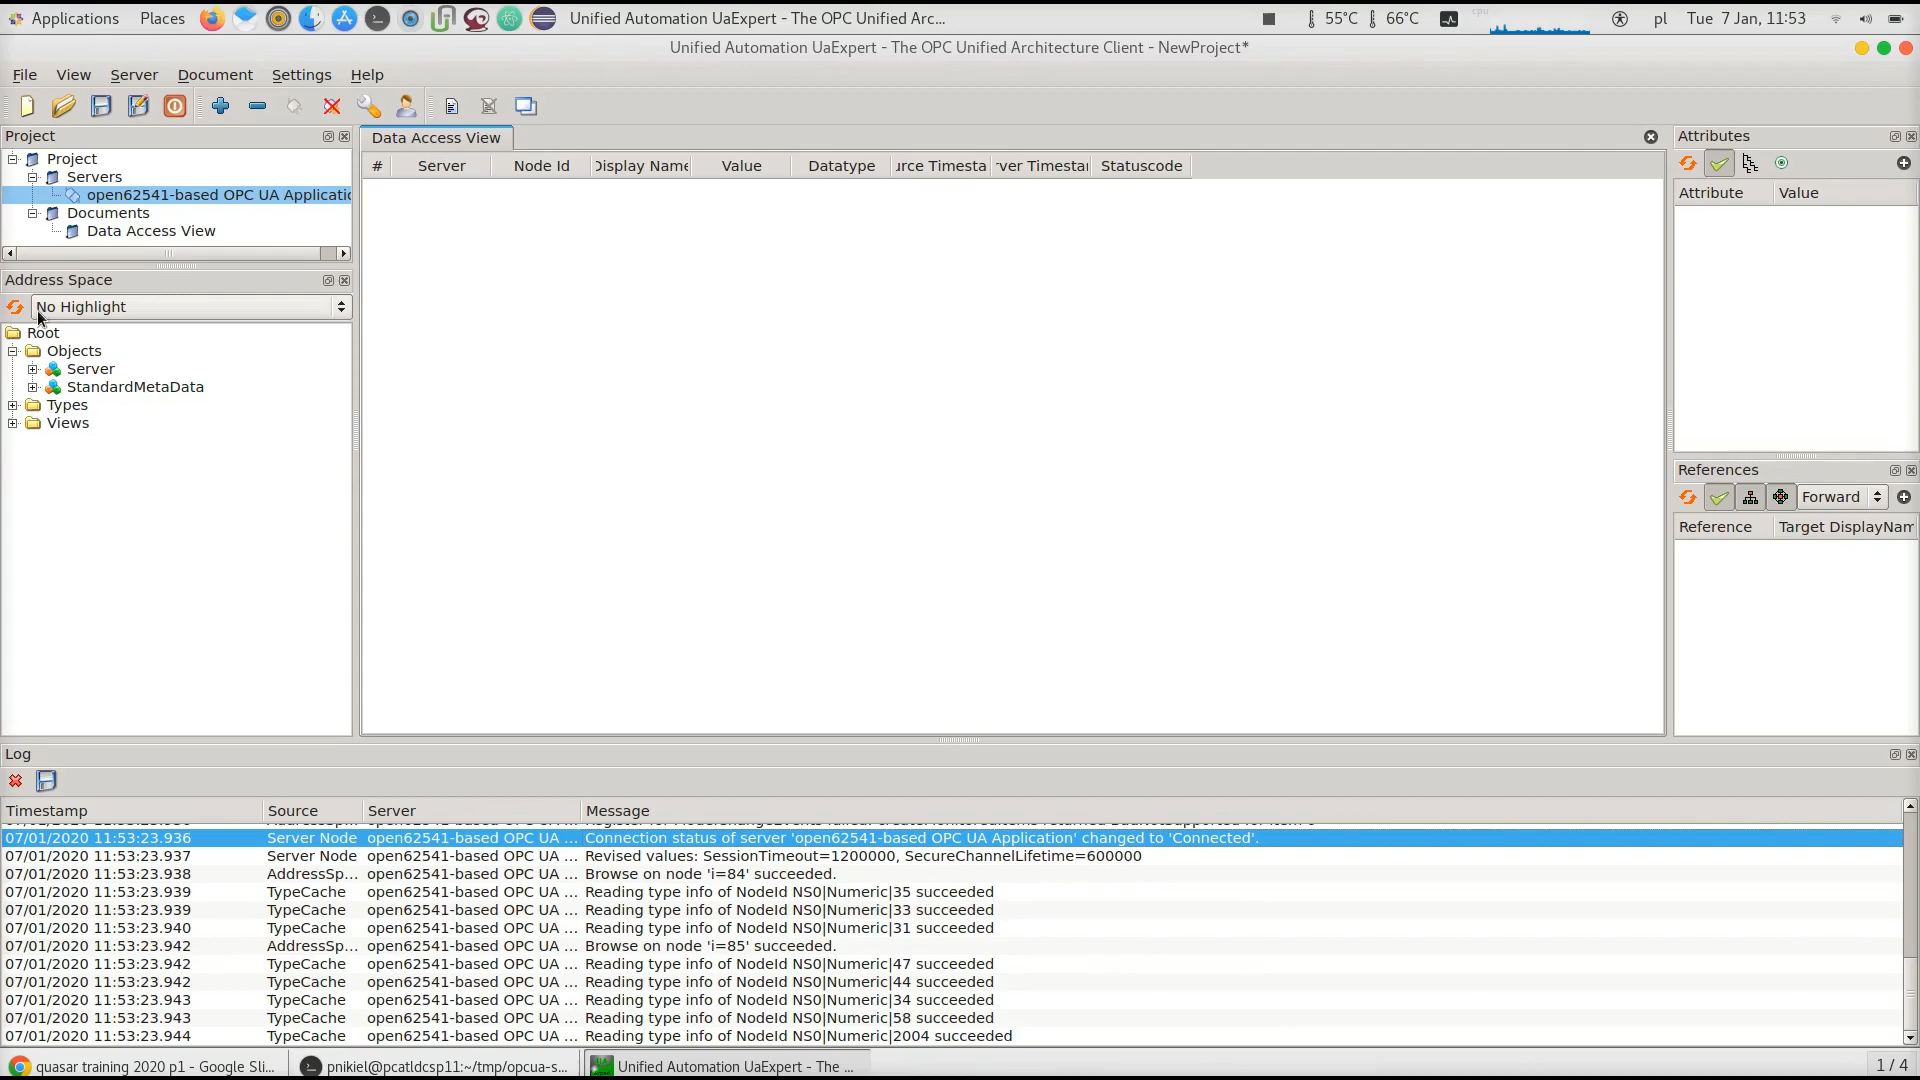 Applications Places Unified Automation UaExpert - The OPC Unified Arc... 55°C 66°C cpu pl Tue 7 Jan, 11:53
Unified Automation UaExpert - The OPC Unified Architecture Client - NewProject*
File View Server Document Settings Help
Project
Project
Servers
open62541-based OPC UA Applicatio
Documents
Data Access View
Address Space
No Highlight
Root
Objects
Server
StandardMetaData
Types
Views
Data Access View
# Server Node Id Display Name Value Datatype urce Timesta ver Timestar Statuscode
Attributes
Attribute Value
References
Forward
Reference Target DisplayNam
Log
Timestamp Source Server Message
07/01/2020 11:53:23.936 Server Node open62541-based OPC UA ... Connection status of server 'open62541-based OPC UA Application' changed to 'Connected'.
07/01/2020 11:53:23.937 Server Node open62541-based OPC UA ... Revised values: SessionTimeout=1200000, SecureChannelLifetime=600000
07/01/2020 11:53:23.938 AddressSp... open62541-based OPC UA ... Browse on node 'i=84' succeeded.
07/01/2020 11:53:23.939 TypeCache open62541-based OPC UA ... Reading type info of NodeId NS0|Numeric|35 succeeded
07/01/2020 11:53:23.939 TypeCache open62541-based OPC UA ... Reading type info of NodeId NS0|Numeric|33 succeeded
07/01/2020 11:53:23.940 TypeCache open62541-based OPC UA ... Reading type info of NodeId NS0|Numeric|31 succeeded
07/01/2020 11:53:23.942 AddressSp... open62541-based OPC UA ... Browse on node 'i=85' succeeded.
07/01/2020 11:53:23.942 TypeCache open62541-based OPC UA ... Reading type info of NodeId NS0|Numeric|47 succeeded
07/01/2020 11:53:23.942 TypeCache open62541-based OPC UA ... Reading type info of NodeId NS0|Numeric|44 succeeded
07/01/2020 11:53:23.943 TypeCache open62541-based OPC UA ... Reading type info of NodeId NS0|Numeric|34 succeeded
07/01/2020 11:53:23.943 TypeCache open62541-based OPC UA ... Reading type info of NodeId NS0|Numeric|58 succeeded
07/01/2020 11:53:23.944 TypeCache open62541-based OPC UA ... Reading type info of NodeId NS0|Numeric|2004 succeeded
quasar training 2020 p1 - Google Sli... pnikiel@pcatldcsp11:~/tmp/opcua-s... Unified Automation UaExpert - The ... 1 / 4